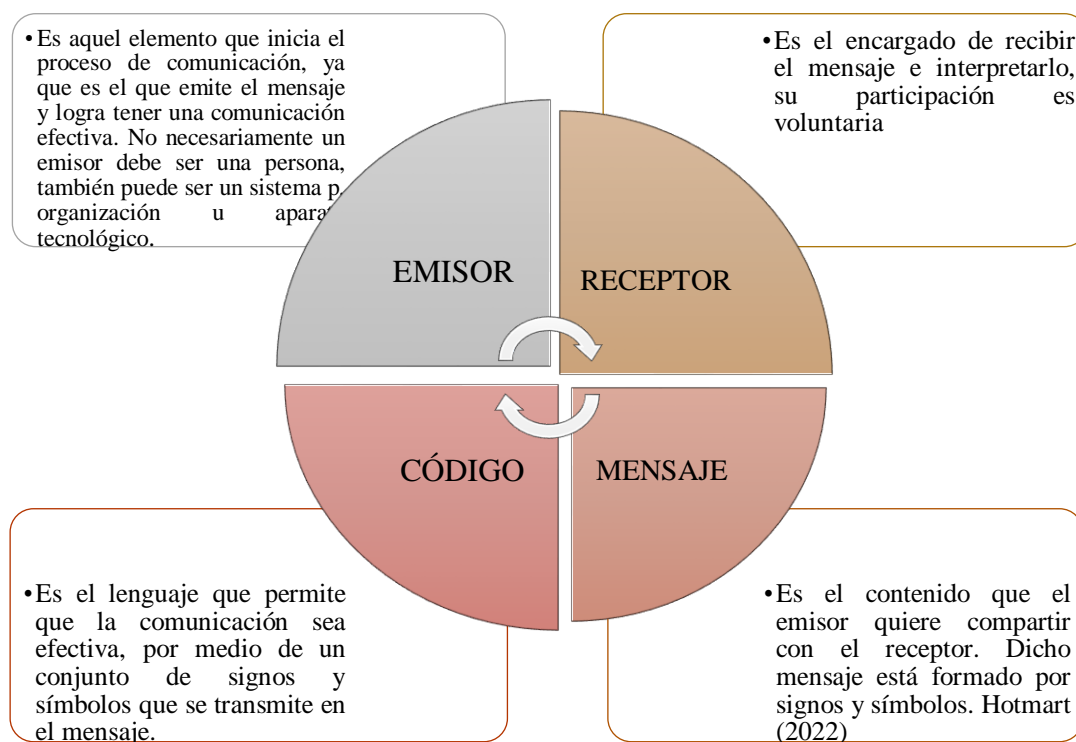 • Es aquel elemento que inicia el
proceso de comunicación, ya
que es el que emite el mensaje
y logra tener una comunicación
efectiva. No necesariamente un
emisor debe ser una persona,
también puede ser un sistema p,
organización u aparat
tecnológico.
• Es el encargado de recibir
el mensaje e interpretarlo,
su participación es
voluntaria
EMISOR
RECEPTOR
CÓDIGO
MENSAJE
• Es el lenguaje que permite
que la comunicación sea
efectiva, por medio de un
conjunto de signos y
símbolos que se transmite en
el mensaje.
• Es el contenido que el
emisor quiere compartir
con el receptor. Dicho
mensaje está formado por
signos y símbolos. Hotmart
(2022)